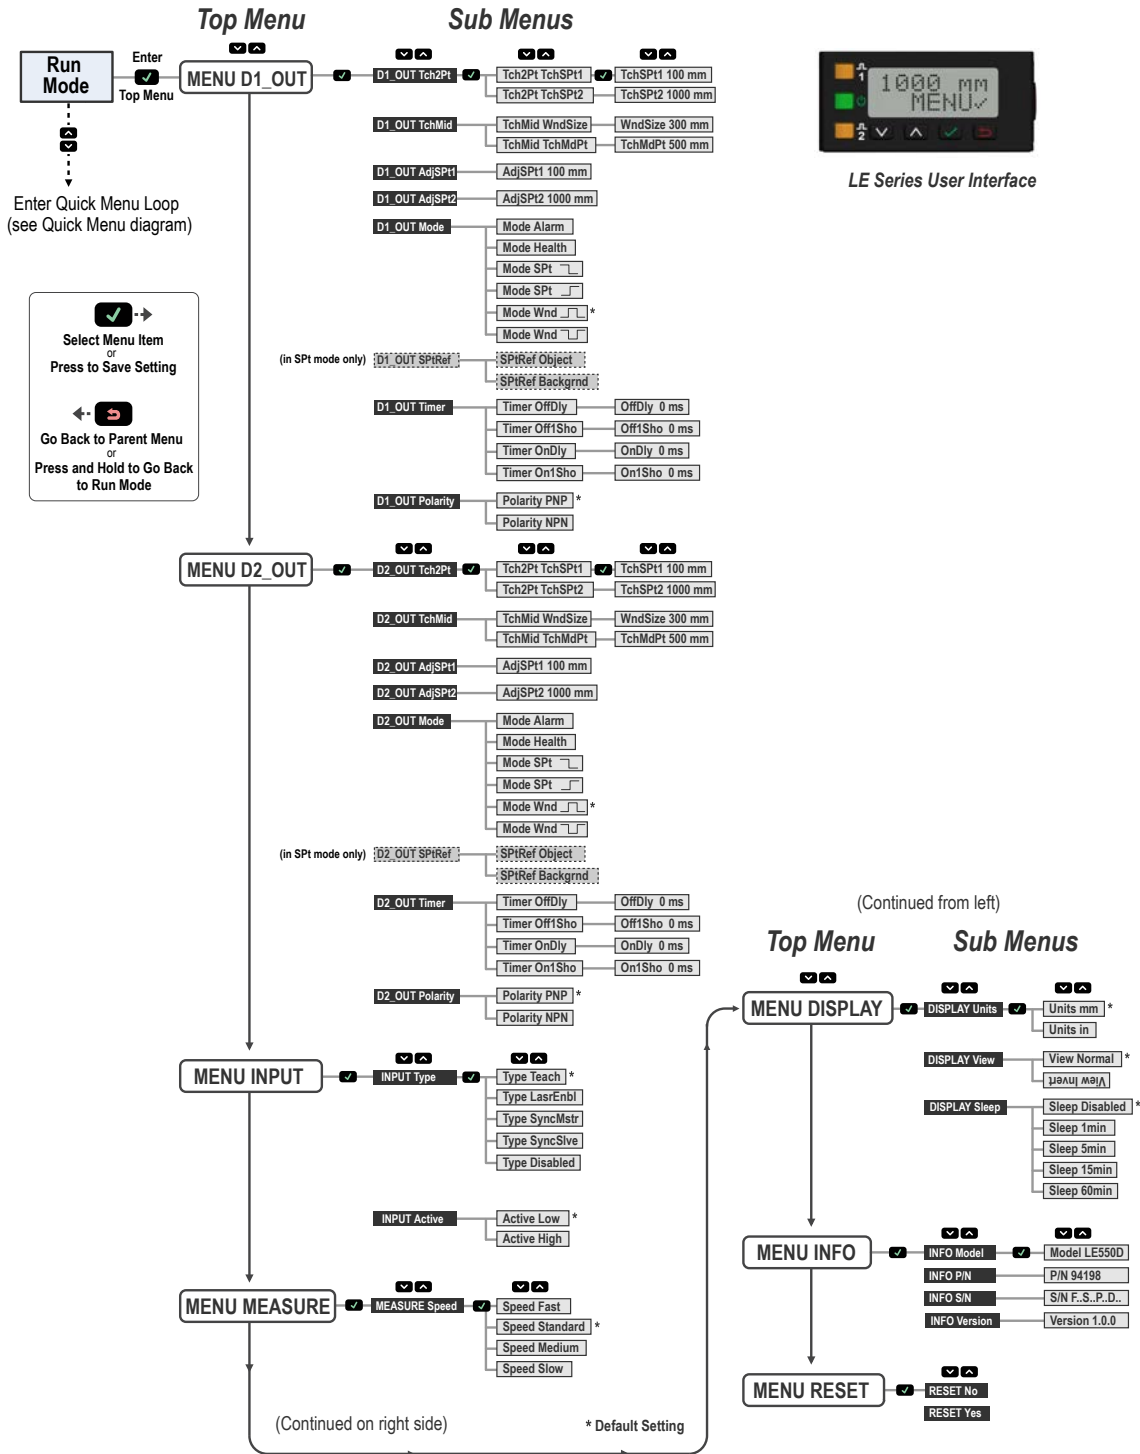 Top Menu
Sub Menus
Run
Mode
Enter
Top Menu
MENU D1_OUT
D1_OUT Tch2Pt
Tch2Pt TchSPt1
TchSPt1 100 mm
Tch2Pt TchSPt2
TchSPt2 1000 mm
D1_OUT TchMid
TchMid WndSize
WndSize 300 mm
TchMid TchMdPt
TchMdPt 500 mm
D1_OUT AdjSPt1
AdjSPt1 100 mm
D1_OUT AdjSPt2
AdjSPt2 1000 mm
D1_OUT Mode
Mode Alarm
Mode Health
Mode SPt
Mode SPt
Mode Wnd *
Mode Wnd
(in SPt mode only)
D1_OUT SPtRef
SPtRef Object
SPtRef Backgrnd
D1_OUT Timer
Timer OffDly
OffDly 0 ms
Timer Off1Sho
Off1Sho 0 ms
Timer OnDly
OnDly 0 ms
Timer On1Sho
On1Sho 0 ms
D1_OUT Polarity
Polarity PNP *
Polarity NPN
Enter Quick Menu Loop
(see Quick Menu diagram)
Select Menu Item
or
Press to Save Setting
Go Back to Parent Menu
or
Press and Hold to Go Back
to Run Mode
1000 mm
MENU✓
1
2
LE Series User Interface
MENU D2_OUT
D2_OUT Tch2Pt
Tch2Pt TchSPt1
TchSPt1 100 mm
Tch2Pt TchSPt2
TchSPt2 1000 mm
D2_OUT TchMid
TchMid WndSize
WndSize 300 mm
TchMid TchMdPt
TchMdPt 500 mm
D2_OUT AdjSPt1
AdjSPt1 100 mm
D2_OUT AdjSPt2
AdjSPt2 1000 mm
D2_OUT Mode
Mode Alarm
Mode Health
Mode SPt
Mode SPt
Mode Wnd *
Mode Wnd
(in SPt mode only)
D2_OUT SPtRef
SPtRef Object
SPtRef Backgrnd
D2_OUT Timer
Timer OffDly
OffDly 0 ms
Timer Off1Sho
Off1Sho 0 ms
Timer OnDly
OnDly 0 ms
Timer On1Sho
On1Sho 0 ms
D2_OUT Polarity
Polarity PNP *
Polarity NPN
MENU INPUT
INPUT Type
Type Teach *
Type LasrEnbl
Type SyncMstr
Type SyncSlve
Type Disabled
INPUT Active
Active Low *
Active High
MENU MEASURE
MEASURE Speed
Speed Fast
Speed Standard *
Speed Medium
Speed Slow
(Continued on right side)
* Default Setting
(Continued from left)
Top Menu
Sub Menus
MENU DISPLAY
DISPLAY Units
Units mm *
Units in
DISPLAY View
View Normal *
View Invert
DISPLAY Sleep
Sleep Disabled *
Sleep 1min
Sleep 5min
Sleep 15min
Sleep 60min
MENU INFO
INFO Model
Model LE550D
INFO P/N
P/N 94198
INFO S/N
S/N F..S..P..D..
INFO Version
Version 1.0.0
MENU RESET
RESET No
RESET Yes